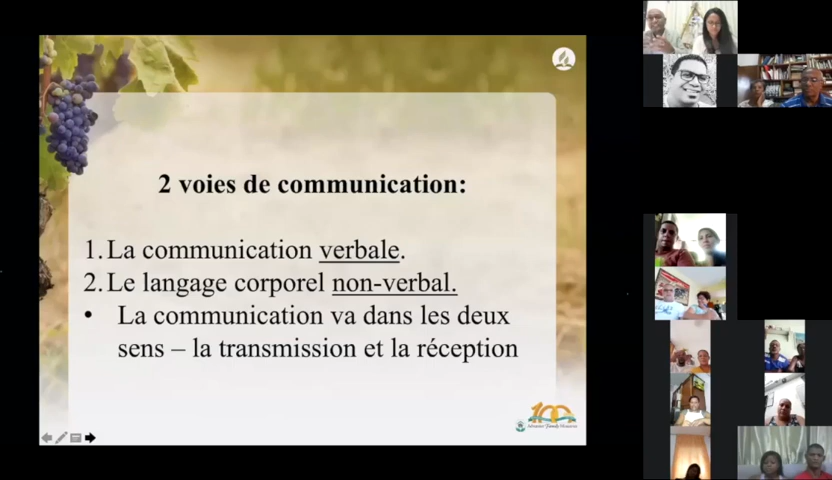 2 voies de communication:
1. La communication verbale.
2. Le langage corporel non-verbal.
• La communication va dans les deux
sens – la transmission et la réception
100